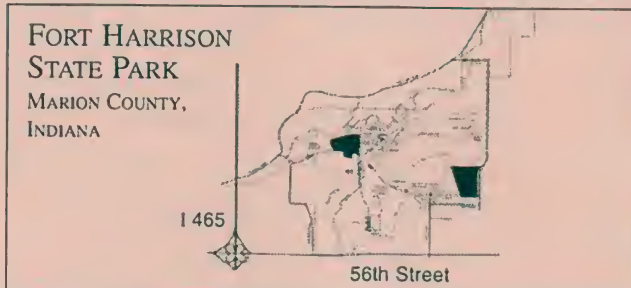 FORT HARRISON
STATE PARK
MARION COUNTY,
INDIANA
I 465
56th Street